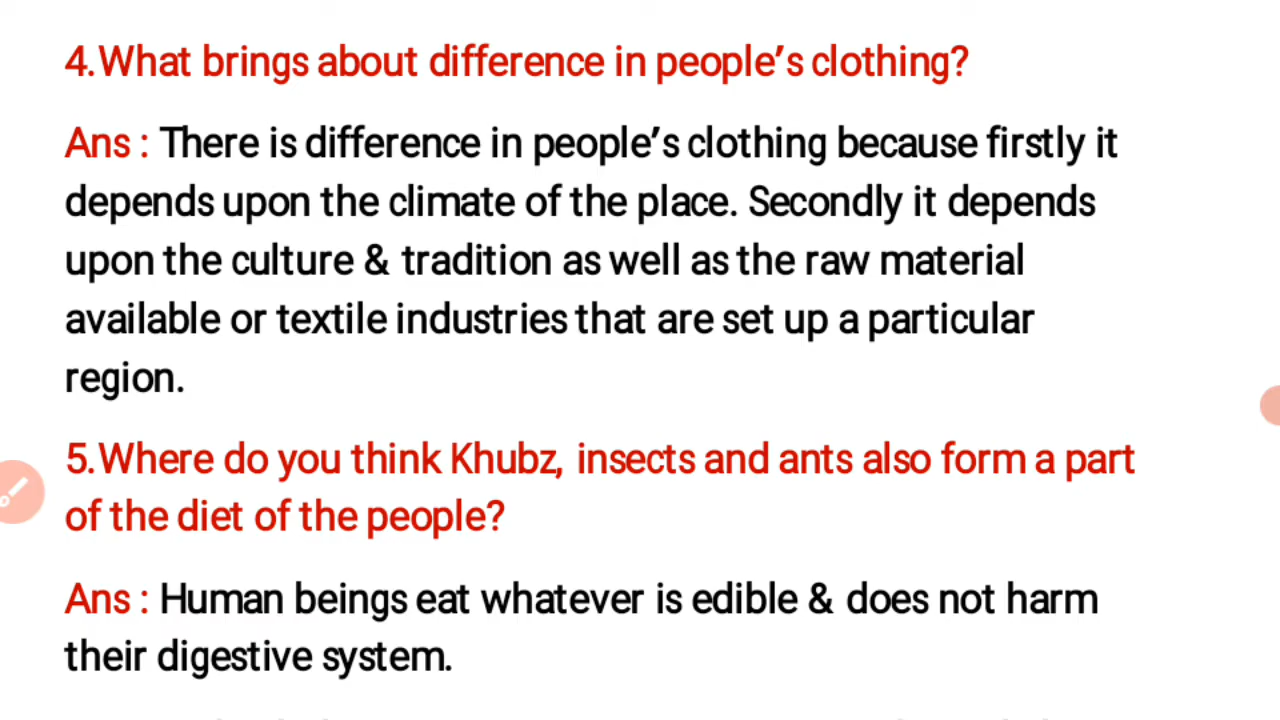 4.What brings about difference in people's clothing?
Ans : There is difference in people's clothing because firstly it
depends upon the climate of the place. Secondly it depends
upon the culture & tradition as well as the raw material
available or textile industries that are set up a particular
region.
5.Where do you think Khubz, insects and ants also form a part
of the diet of the people?
Ans : Human beings eat whatever is edible & does not harm
their digestive system.